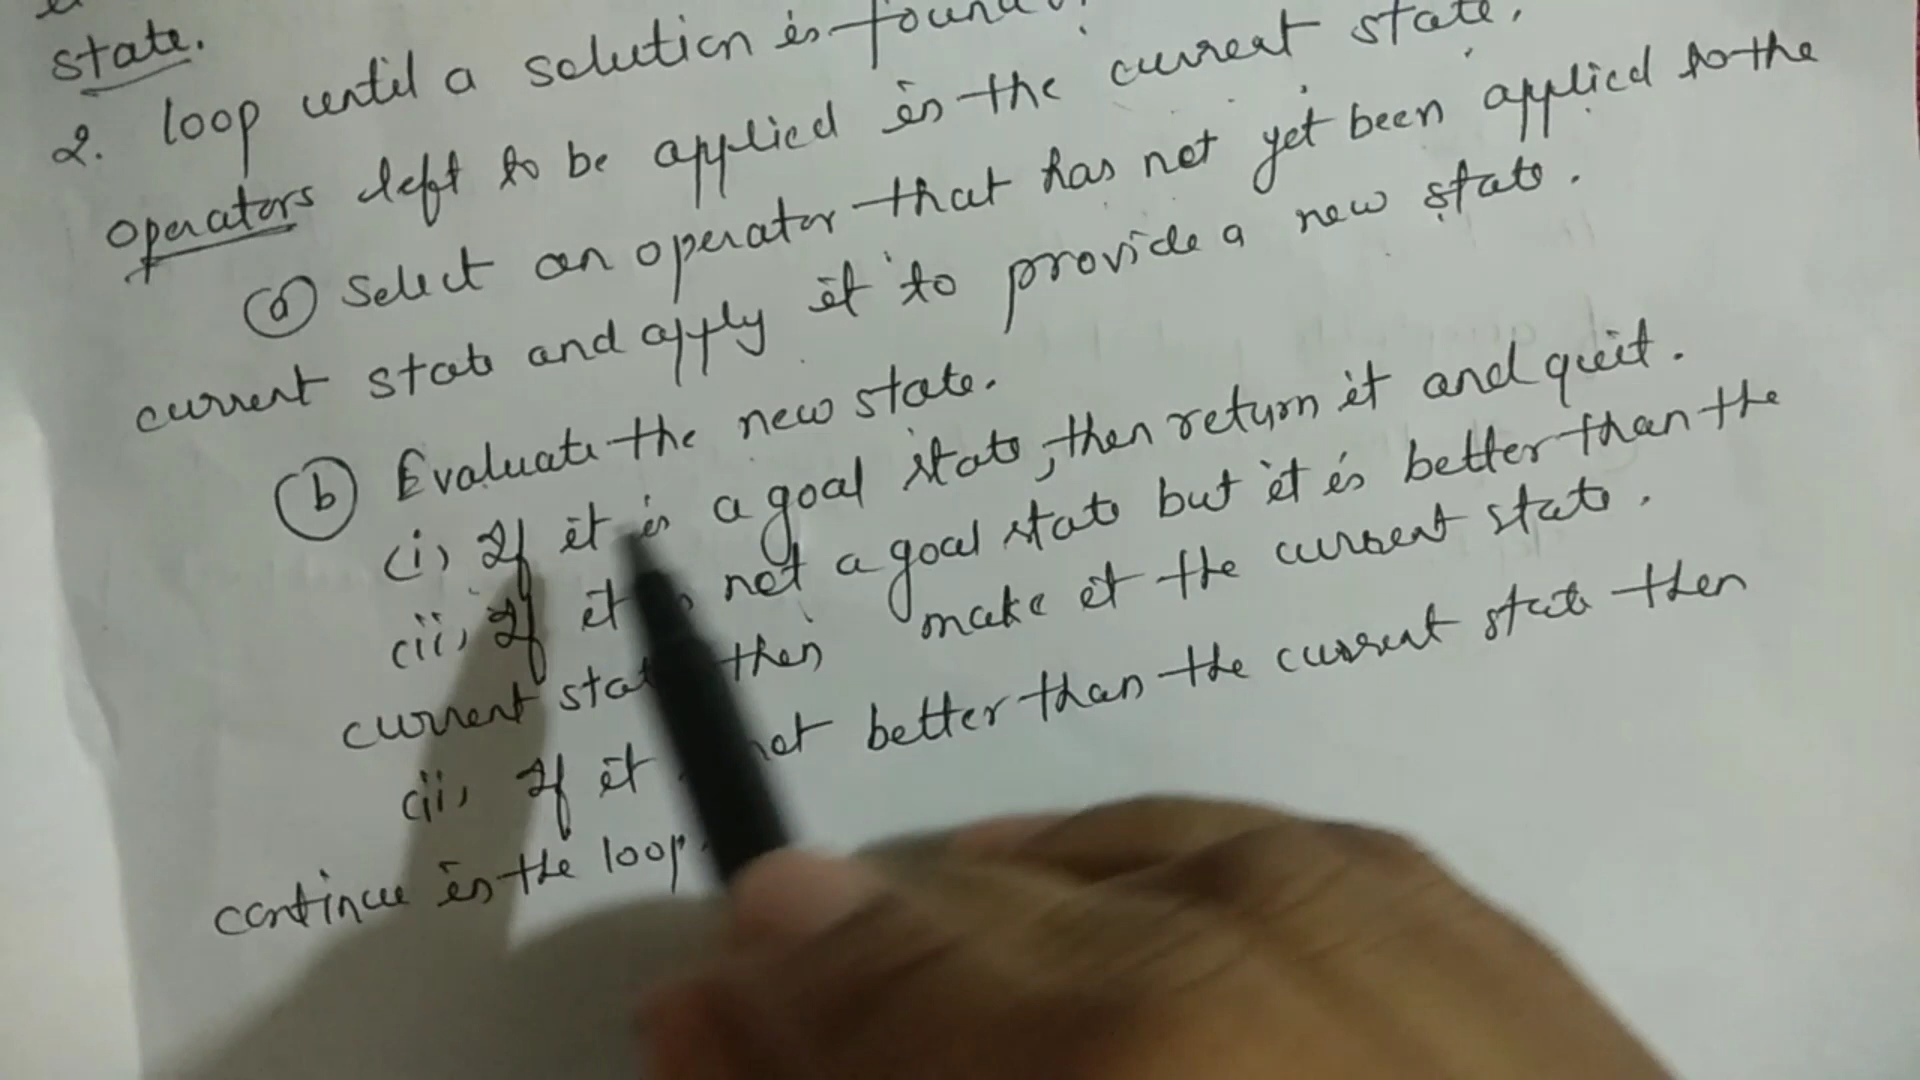 state.
2. loop until a solution is found
operators left to be applied in the current state.
(a) Select an operator that has not yet been applied to the
current state and apply it to provide a new state.
(b) Evaluate the new state.
(i) If it is a goal state, then return it and quit.
(ii) If it not a goal state but it is better than the
current state then make it the current state.
(ii) If it not better than the current state then
continue in the loop.